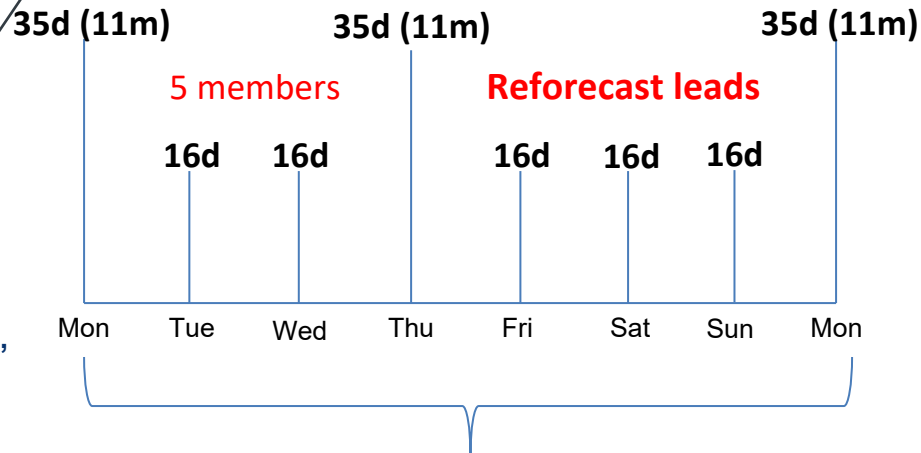 35d (11m) 35d (11m) 35d (11m)
5 members Reforecast leads
16d 16d 16d 16d 16d
Mon Tue Wed Thu Fri Sat Sun Mon
,